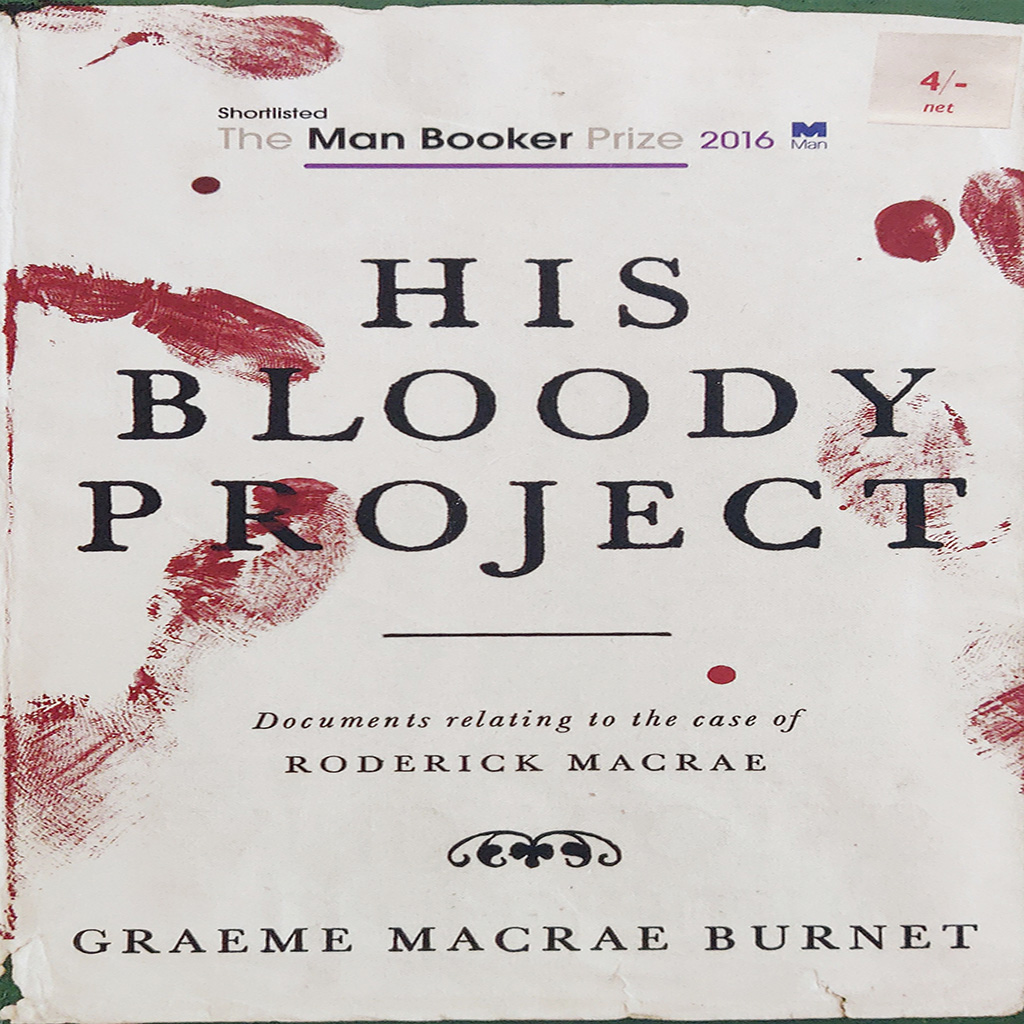 4/-
net
Shortlisted
The Man Booker Prize 2016
Man
HIS
BLOODY
PROJECT
Documents relating to the case of
RODERICK MACRAE
GRAEME MACRAE BURNET